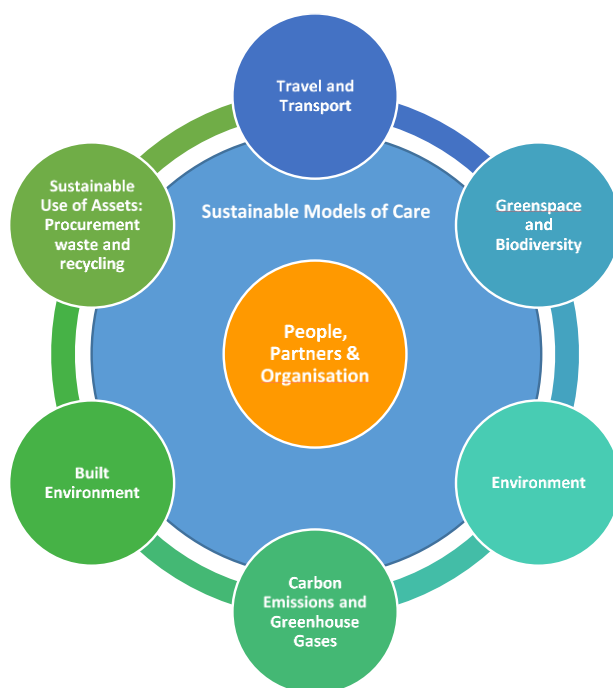 Travel and
Transport
Sustainable
Use of Assets:
Procurement
waste and
recycling
Sustainable Models of Care
Greenspace
and
Biodiversity
People,
Partners &
Organisation
Built
Environment
Environment
Carbon
Emissions and
Greenhouse
Gases